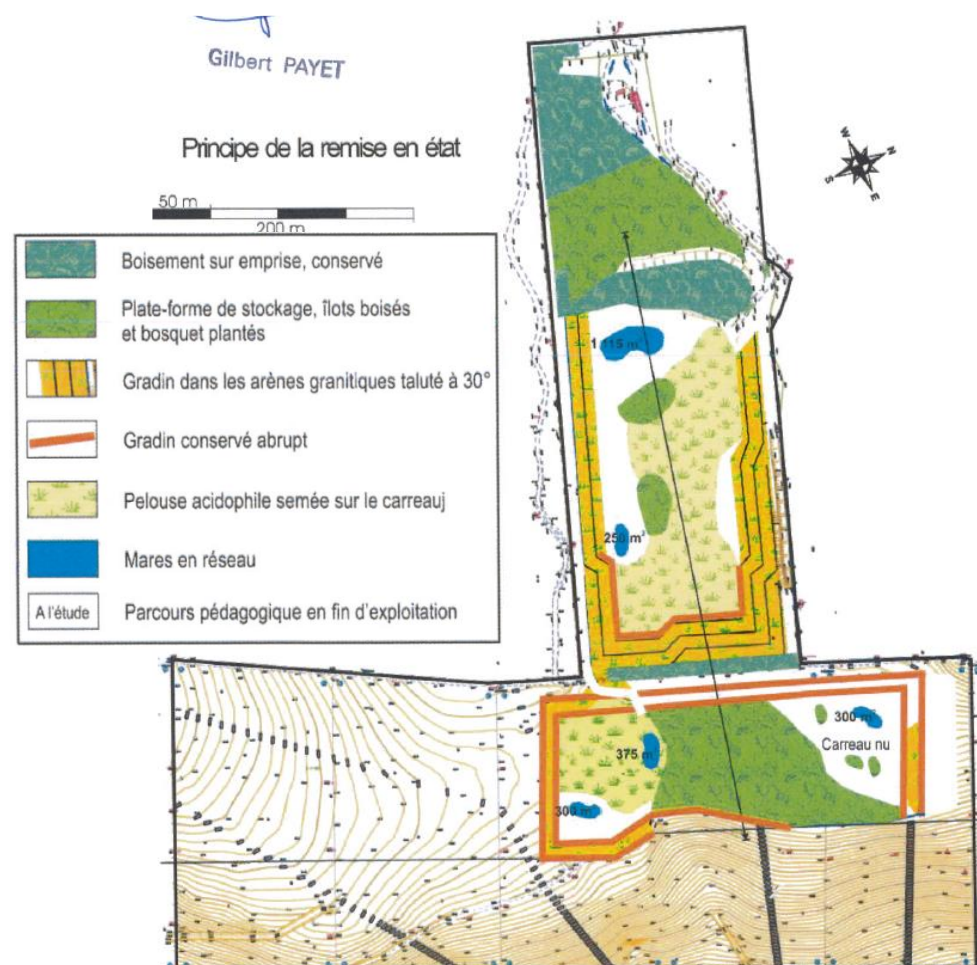 Gilbert PAYET
Principe de la remise en état
50 m
200 m
Boisement sur emprise, conservé
Plate-forme de stockage, îlots boisés
et bosquet plantés
Gradin dans les arènes granitiques taluté à 30°
Gradin conservé abrupt
Pelouse acidophile semée sur le carreauj
Mares en réseau
A l'étude
Parcours pédagogique en fin d'exploitation
W
N
S
E
1 115 m²
250 m²
300 m²
Carreau nu
375 m
300 m²